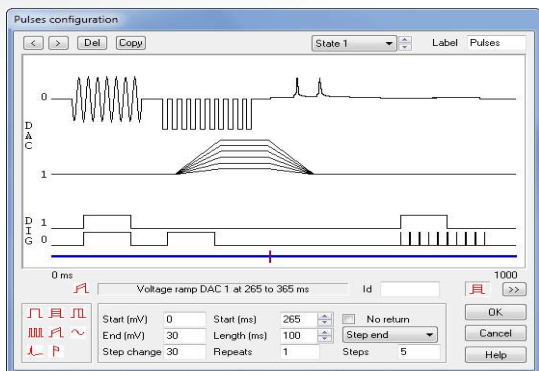 Pulses configuration
< > Del Copy State 1 Label Pulses
0
DAC
1
DIG 1
0
0 ms 1000
Voltage ramp DAC 1 at 265 to 365 ms Id >>
Start (mV) 0 Start (ms) 265 No return OK
End (mV) 30 Length (ms) 100 Step end Cancel
Step change 30 Repeats 1 Steps 5 Help